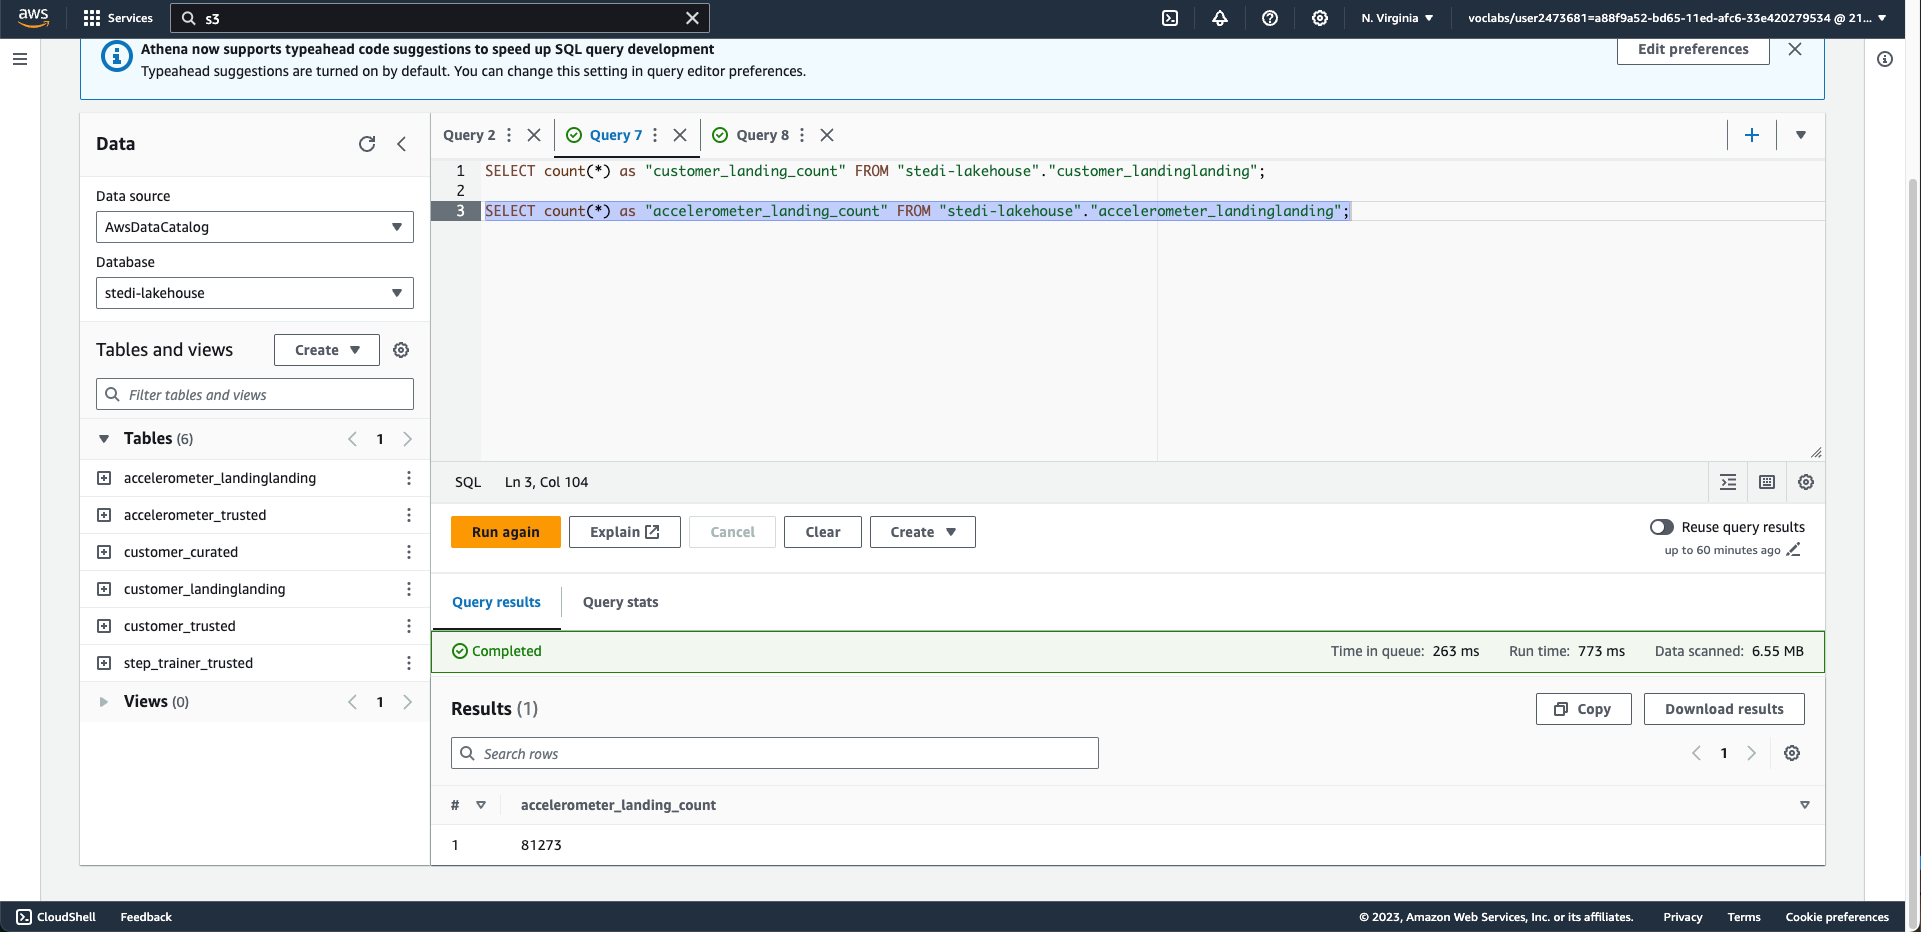 aws
Services
s3
N. Virginia
voclabs/user2473681=a88f9a52-bd65-11ed-afc6-33e420279534 @ 21...
Athena now supports typeahead code suggestions to speed up SQL query development
Typeahead suggestions are turned on by default. You can change this setting in query editor preferences.
Edit preferences
Data
Data source
AwsDataCatalog
Database
stedi-lakehouse
Tables and views
Create
Filter tables and views
Tables (6)
1
accelerometer_landinglanding
accelerometer_trusted
customer_curated
customer_landinglanding
customer_trusted
step_trainer_trusted
Views (0)
1
Query 2
Query 7
Query 8
1 SELECT count(*) as "customer_landing_count" FROM "stedi-lakehouse"."customer_landinglanding";
2
3 SELECT count(*) as "accelerometer_landing_count" FROM "stedi-lakehouse"."accelerometer_landinglanding";
SQL Ln 3, Col 104
Run again
Explain
Cancel
Clear
Create
Reuse query results
up to 60 minutes ago
Query results
Query stats
Completed
Time in queue: 263 ms
Run time: 773 ms
Data scanned: 6.55 MB
Results (1)
Copy
Download results
Search rows
1
# accelerometer_landing_count
1 81273
CloudShell
Feedback
© 2023, Amazon Web Services, Inc. or its affiliates.
Privacy
Terms
Cookie preferences